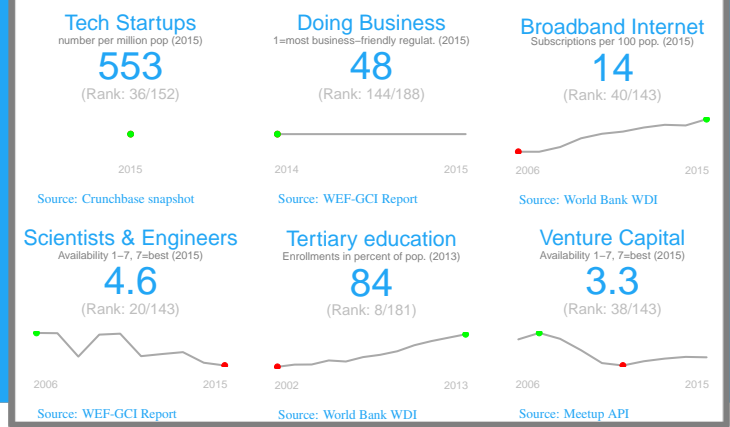 Tech Startups
number per million pop (2015)
553
(Rank: 36/152)
2015
Source: Crunchbase snapshot
Doing Business
1=most business−friendly regulat. (2015)
48
(Rank: 144/188)
2014 2015
Source: WEF-GCI Report
Broadband Internet
Subscriptions per 100 pop. (2015)
14
(Rank: 40/143)
2006 2015
Source: World Bank WDI
Scientists & Engineers
Availability 1−7, 7=best (2015)
4.6
(Rank: 20/143)
2006 2015
Source: WEF-GCI Report
Tertiary education
Enrollments in percent of pop. (2013)
84
(Rank: 8/181)
2002 2013
Source: World Bank WDI
Venture Capital
Availability 1−7, 7=best (2015)
3.3
(Rank: 38/143)
2006 2015
Source: Meetup API